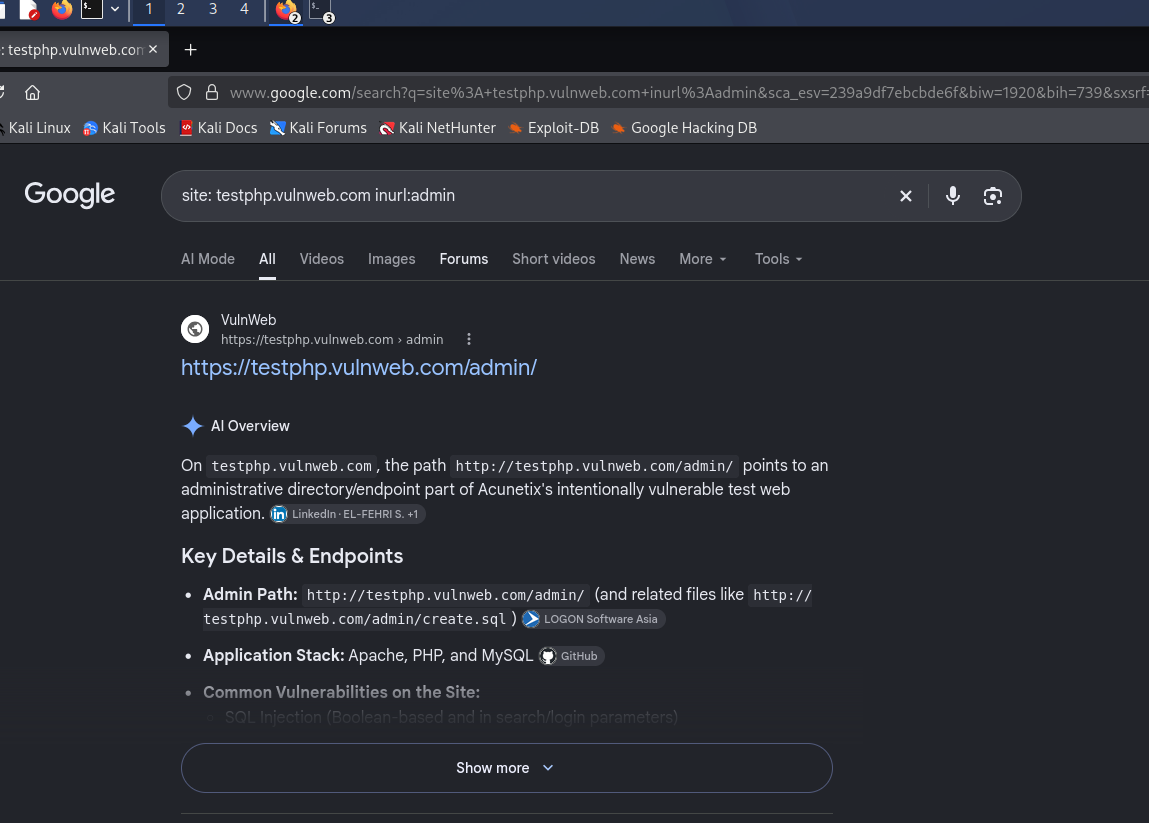 1 2 3 4 2 3
: testphp.vulnweb.com
www.google.com/search?q=site%3A+testphp.vulnweb.com+inurl%3Aadmin&sca_esv=239a9df7ebcbde6f&biw=1920&bih=739&sxsrf=
Kali Linux Kali Tools Kali Docs Kali Forums Kali NetHunter Exploit-DB Google Hacking DB
Google
site: testphp.vulnweb.com inurl:admin
AI Mode All Videos Images Forums Short videos News More Tools
VulnWeb
https://testphp.vulnweb.com › admin
https://testphp.vulnweb.com/admin/
AI Overview
On testphp.vulnweb.com, the path http://testphp.vulnweb.com/admin/ points to an
administrative directory/endpoint part of Acunetix's intentionally vulnerable test web
application. in LinkedIn · EL-FEHRI S. +1
Key Details & Endpoints
• Admin Path: http://testphp.vulnweb.com/admin/ (and related files like http://
testphp.vulnweb.com/admin/create.sql) LOGON Software Asia
• Application Stack: Apache, PHP, and MySQL GitHub
• Common Vulnerabilities on the Site:
◦ SQL Injection (Boolean-based and in search/login parameters)
Show more